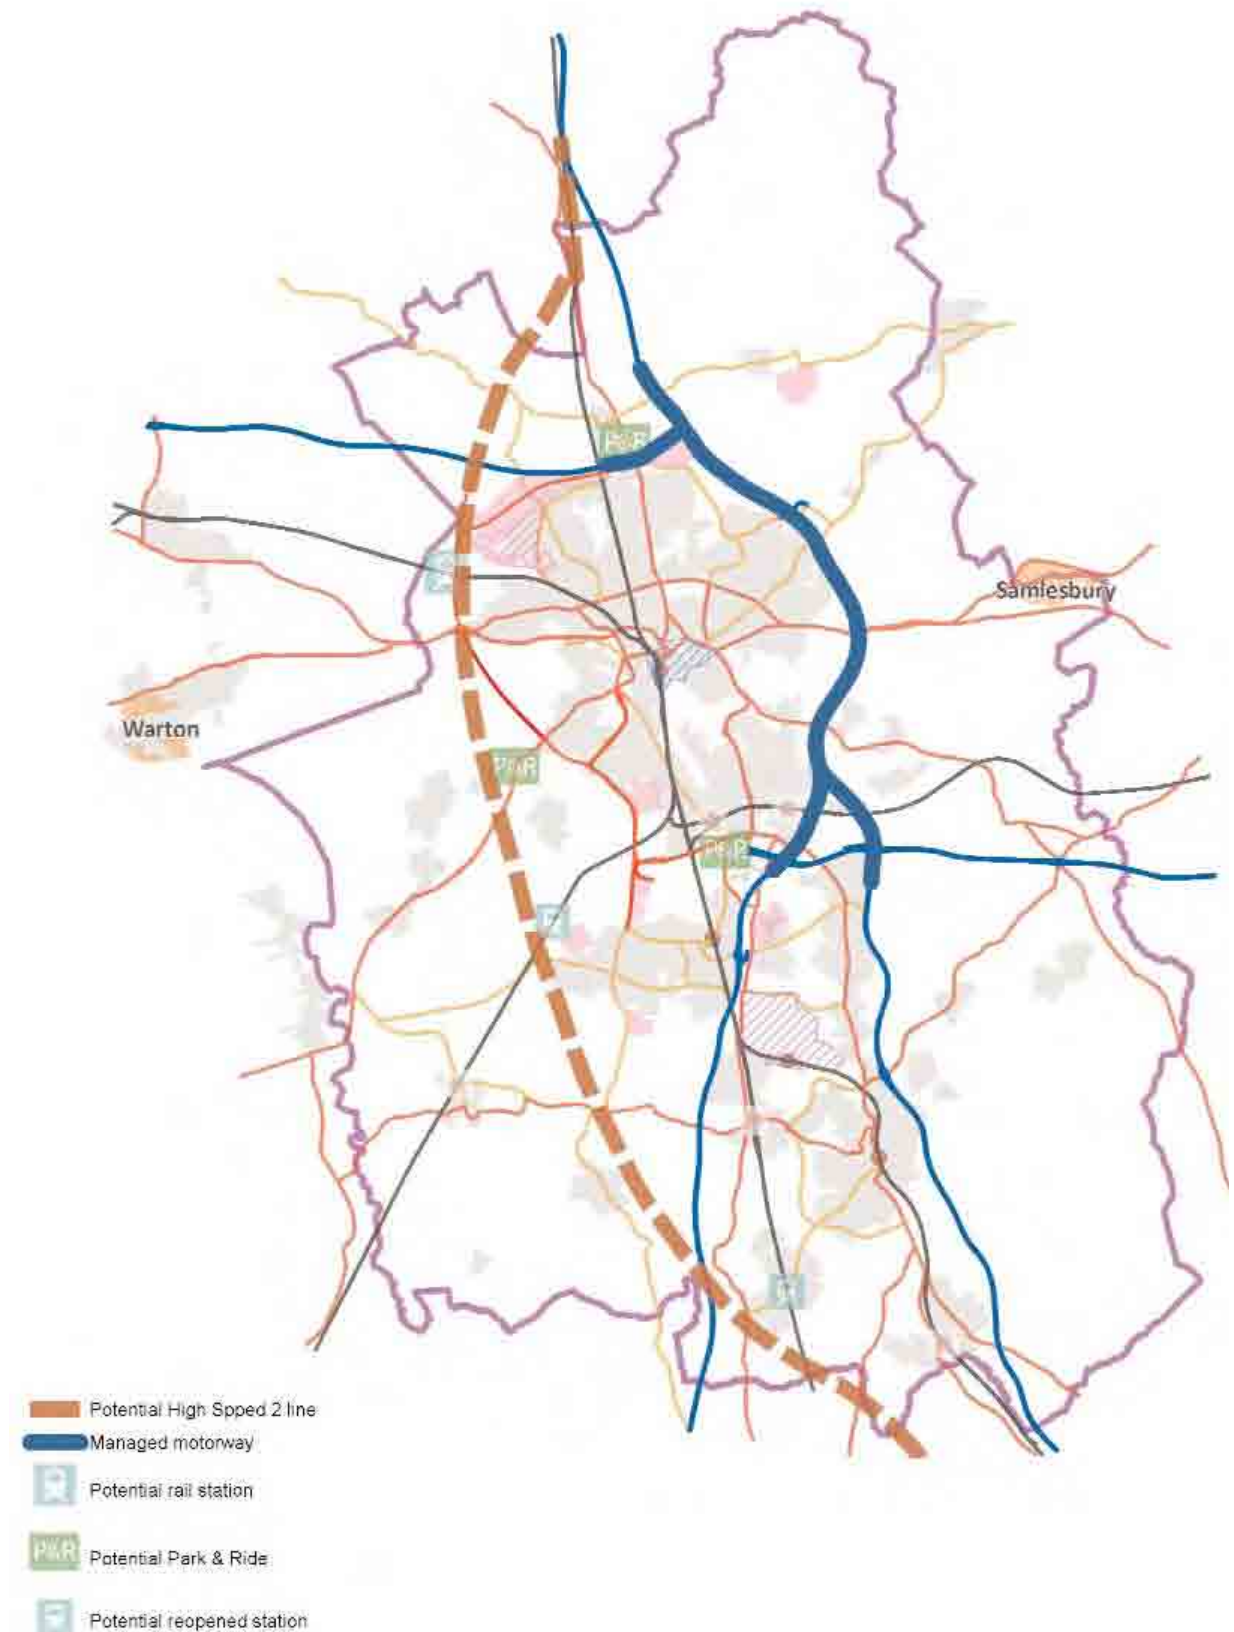 P&R
Samlesbury
Warton
P&R
P&R
Potential High Spped 2 line
Managed motorway
Potential rail station
P&R
Potential Park & Ride
Potential reopened station